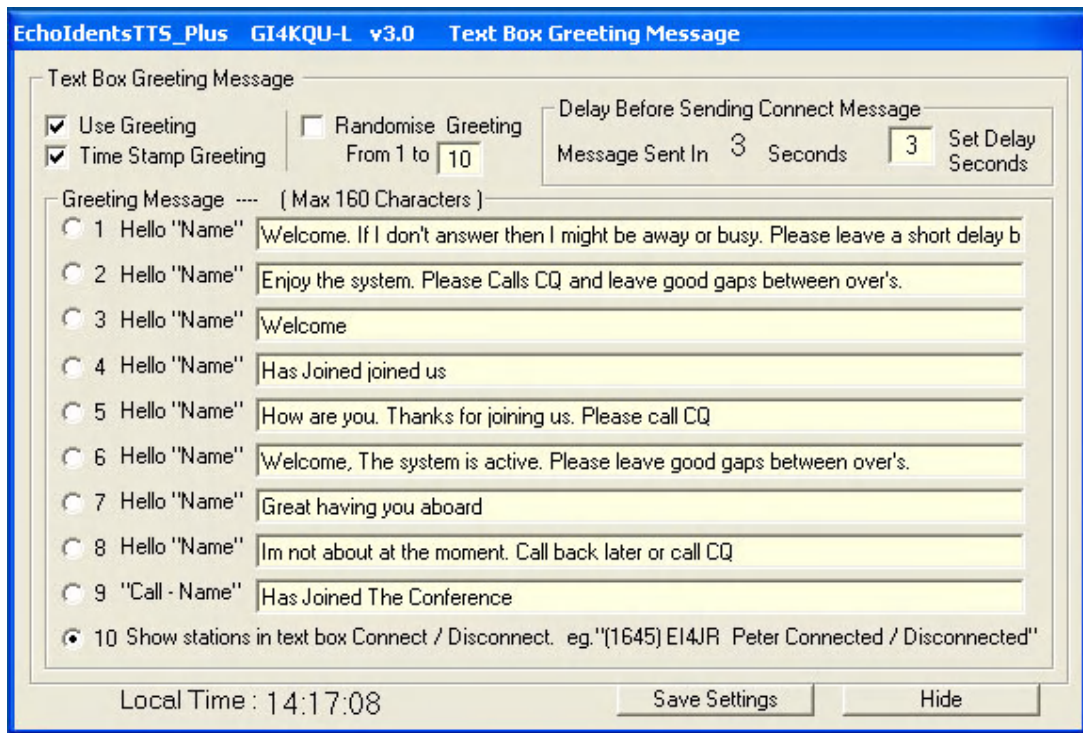 EchoIdentsTTS_Plus GI4KQU-L v3.0 Text Box Greeting Message
Text Box Greeting Message
Use Greeting
Time Stamp Greeting
Randomise Greeting
From 1 to 10
Delay Before Sending Connect Message
Message Sent In 3 Seconds
3 Set Delay Seconds
Greeting Message ---- ( Max 160 Characters )
1 Hello "Name" Welcome. If I don't answer then I might be away or busy. Please leave a short delay b
2 Hello "Name" Enjoy the system. Please Calls CQ and leave good gaps between over's.
3 Hello "Name" Welcome
4 Hello "Name" Has Joined joined us
5 Hello "Name" How are you. Thanks for joining us. Please call CQ
6 Hello "Name" Welcome, The system is active. Please leave good gaps between over's.
7 Hello "Name" Great having you aboard
8 Hello "Name" Im not about at the moment. Call back later or call CQ
9 "Call - Name" Has Joined The Conference
10 Show stations in text box Connect / Disconnect. eg."(1645) EI4JR Peter Connected / Disconnected"
Local Time : 14:17:08
Save Settings
Hide